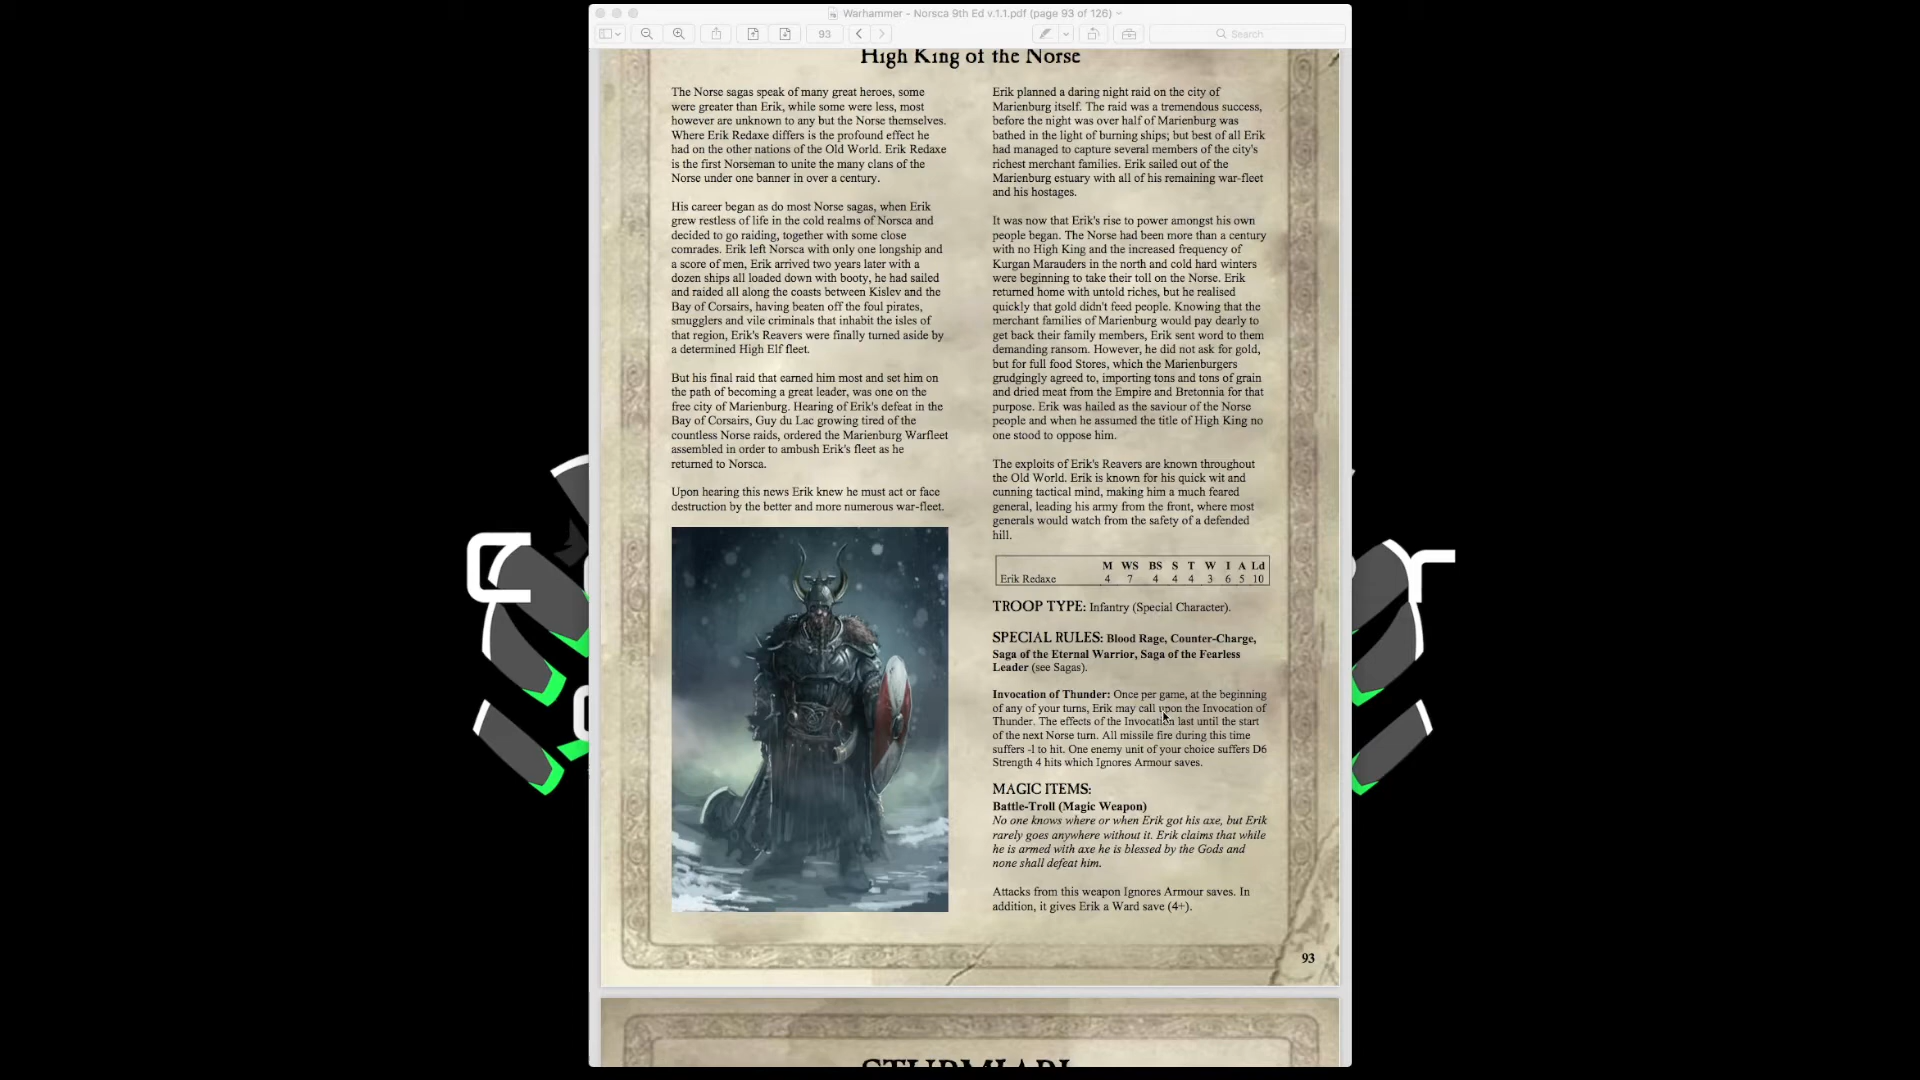 Warhammer - Norsca 9th Ed v.1.1.pdf (page 93 of 126)
93
Search
High King of the Norse
The Norse sagas speak of many great heroes, some
were greater than Erik, while some were less, most
however are unknown to any but the Norse themselves.
Where Erik Redaxe differs is the profound effect he
had on the other nations of the Old World. Erik Redaxe
is the first Norseman to unite the many clans of the
Norse under one banner in over a century.
His career began as do most Norse sagas, when Erik
grew restless of life in the cold realms of Norsca and
decided to go raiding, together with some close
comrades. Erik left Norsca with only one longship and
a score of men, Erik arrived two years later with a
dozen ships all loaded down with booty, he had sailed
and raided all along the coasts between Kislev and the
Bay of Corsairs, having beaten off the foul pirates,
smugglers and vile criminals that inhabit the isles of
that region, Erik's Reavers were finally turned aside by
a determined High Elf fleet.
But his final raid that earned him most and set him on
the path of becoming a great leader, was one on the
free city of Marienburg. Hearing of Erik's defeat in the
Bay of Corsairs, Guy du Lac growing tired of the
countless Norse raids, ordered the Marienburg Warfleet
assembled in order to ambush Erik's fleet as he
returned to Norsca.
Upon hearing this news Erik knew he must act or face
destruction by the better and more numerous war-fleet.
Erik planned a daring night raid on the city of
Marienburg itself. The raid was a tremendous success,
before the night was over half of Marienburg was
bathed in the light of burning ships; but best of all Erik
had managed to capture several members of the city's
richest merchant families. Erik sailed out of the
Marienburg estuary with all of his remaining war-fleet
and his hostages.
It was now that Erik's rise to power amongst his own
people began. The Norse had been more than a century
with no High King and the increased frequency of
Kurgan Marauders in the north and cold hard winters
were beginning to take their toll on the Norse. Erik
returned home with untold riches, but he realised
quickly that gold didn't feed people. Knowing that the
merchant families of Marienburg would pay dearly to
get back their family members, Erik sent word to them
demanding ransom. However, he did not ask for gold,
but for full food Stores, which the Marienburgers
grudgingly agreed to, importing tons and tons of grain
and dried meat from the Empire and Bretonnia for that
purpose. Erik was hailed as the saviour of the Norse
people and when he assumed the title of High King no
one stood to oppose him.
The exploits of Erik's Reavers are known throughout
the Old World. Erik is known for his quick wit and
cunning tactical mind, making him a much feared
general, leading his army from the front, where most
generals would watch from the safety of a defended
hill.
M WS BS S T W I A Ld
Erik Redaxe 4 7 4 4 4 3 6 5 10
TROOP TYPE: Infantry (Special Character).
SPECIAL RULES: Blood Rage, Counter-Charge,
Saga of the Eternal Warrior, Saga of the Fearless
Leader (see Sagas).
Invocation of Thunder: Once per game, at the beginning
of any of your turns, Erik may call upon the Invocation of
Thunder. The effects of the Invocation last until the start
of the next Norse turn. All missile fire during this time
suffers -1 to hit. One enemy unit of your choice suffers D6
Strength 4 hits which Ignores Armour saves.
MAGIC ITEMS:
Battle-Troll (Magic Weapon)
No one knows where or when Erik got his axe, but Erik
rarely goes anywhere without it. Erik claims that while
he is armed with axe he is blessed by the Gods and
none shall defeat him.
Attacks from this weapon Ignores Armour saves. In
addition, it gives Erik a Ward save (4+).
93